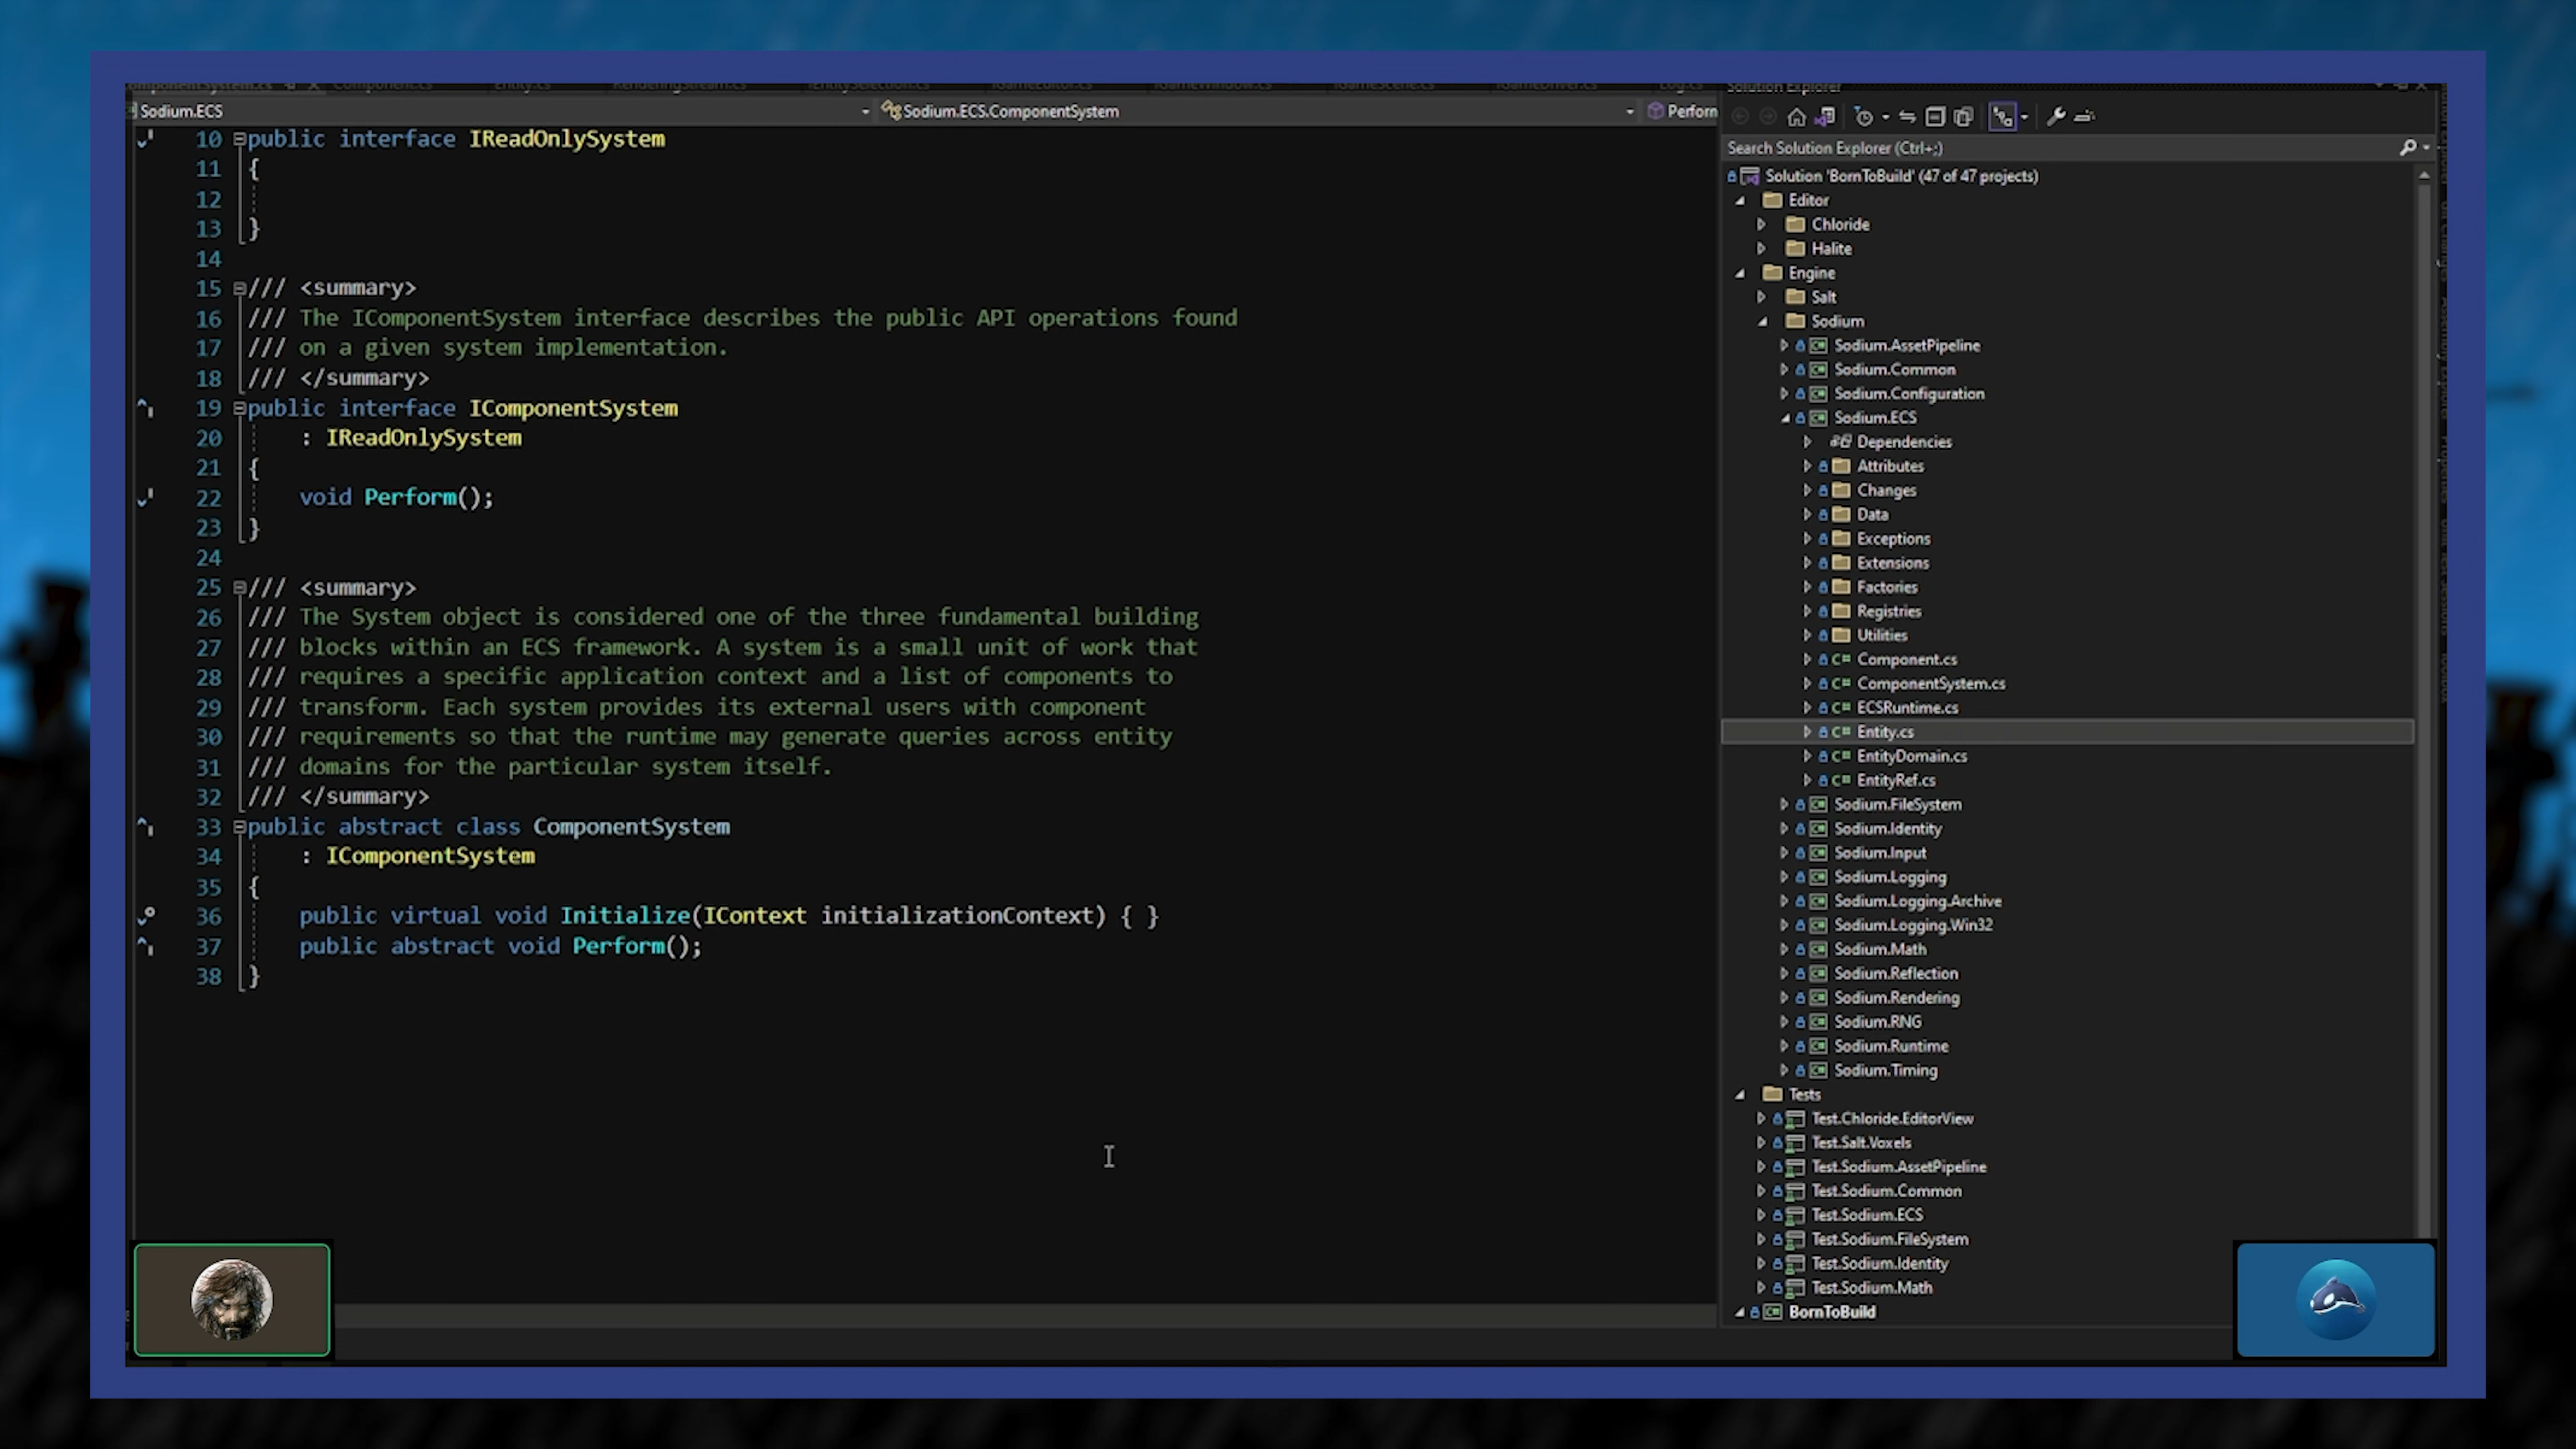 Component.cs
Sodium.ECS
Sodium.ECS.ComponentSystem
Perform
10 public interface IReadOnlySystem
11 {
12
13 }
14
15 /// <summary>
16 /// The IComponentSystem interface describes the public API operations found
17 /// on a given system implementation.
18 /// </summary>
19 public interface IComponentSystem
20 : IReadOnlySystem
21 {
22 void Perform();
23 }
24
25 /// <summary>
26 /// The System object is considered one of the three fundamental building
27 /// blocks within an ECS framework. A system is a small unit of work that
28 /// requires a specific application context and a list of components to
29 /// transform. Each system provides its external users with component
30 /// requirements so that the runtime may generate queries across entity
31 /// domains for the particular system itself.
32 /// </summary>
33 public abstract class ComponentSystem
34 : IComponentSystem
35 {
36 public virtual void Initialize(IContext initializationContext) { }
37 public abstract void Perform();
38 }
Solution Explorer
Search Solution Explorer (Ctrl+;)
Solution 'BornToBuild' (47 of 47 projects)
Editor
Chloride
Halite
Engine
Salt
Sodium
C# Sodium.AssetPipeline
C# Sodium.Common
C# Sodium.Configuration
C# Sodium.ECS
Dependencies
Attributes
Changes
Data
Exceptions
Extensions
Factories
Registries
Utilities
C# Component.cs
C# ComponentSystem.cs
C# ECSRuntime.cs
C# Entity.cs
C# EntityDomain.cs
C# EntityRef.cs
C# Sodium.FileSystem
C# Sodium.Identity
C# Sodium.Input
C# Sodium.Logging
C# Sodium.Logging.Archive
C# Sodium.Logging.Win32
C# Sodium.Math
C# Sodium.Reflection
C# Sodium.Rendering
C# Sodium.RNG
C# Sodium.Runtime
C# Sodium.Timing
Tests
Test.Chloride.EditorView
Test.Salt.Voxels
Test.Sodium.AssetPipeline
Test.Sodium.Common
Test.Sodium.ECS
Test.Sodium.FileSystem
Test.Sodium.Identity
Test.Sodium.Math
C# BornToBuild